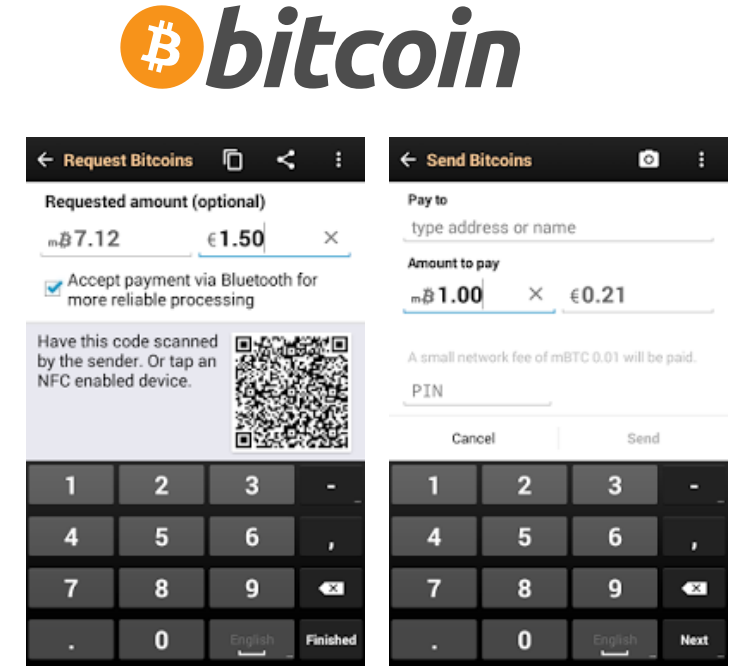 bitcoin
Request Bitcoins
Requested amount (optional)
m₿7.12 €1.50
Accept payment via Bluetooth for
more reliable processing
Have this code scanned
by the sender. Or tap an
NFC enabled device.
1 2 3 -
4 5 6 ,
7 8 9
. 0 English Finished
Send Bitcoins
Pay to
type address or name
Amount to pay
m₿1.00 €0.21
A small network fee of mBTC 0.01 will be paid.
PIN
Cancel Send
1 2 3 -
4 5 6 ,
7 8 9
. 0 English Next